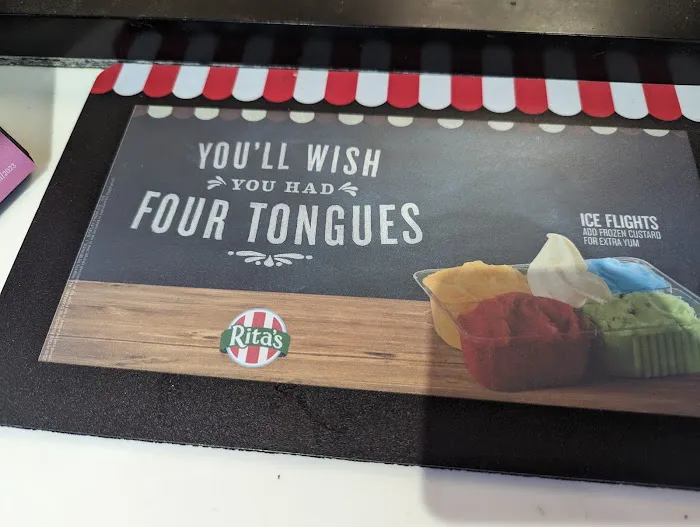 YOU'LL WISH
YOU HAD
FOUR TONGUES
ICE FLIGHTS
ADD FROZEN CUSTARD
FOR EXTRA YUM
Rita's